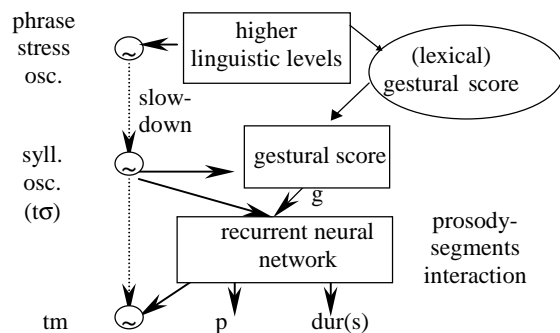 phrase
stress
osc.
~
higher
linguistic levels
(lexical)
gestural score
slow-
down
syll.
osc.
(tσ)
~
gestural score
g
recurrent neural
network
prosody-
segments
interaction
tm
~
p
dur(s)